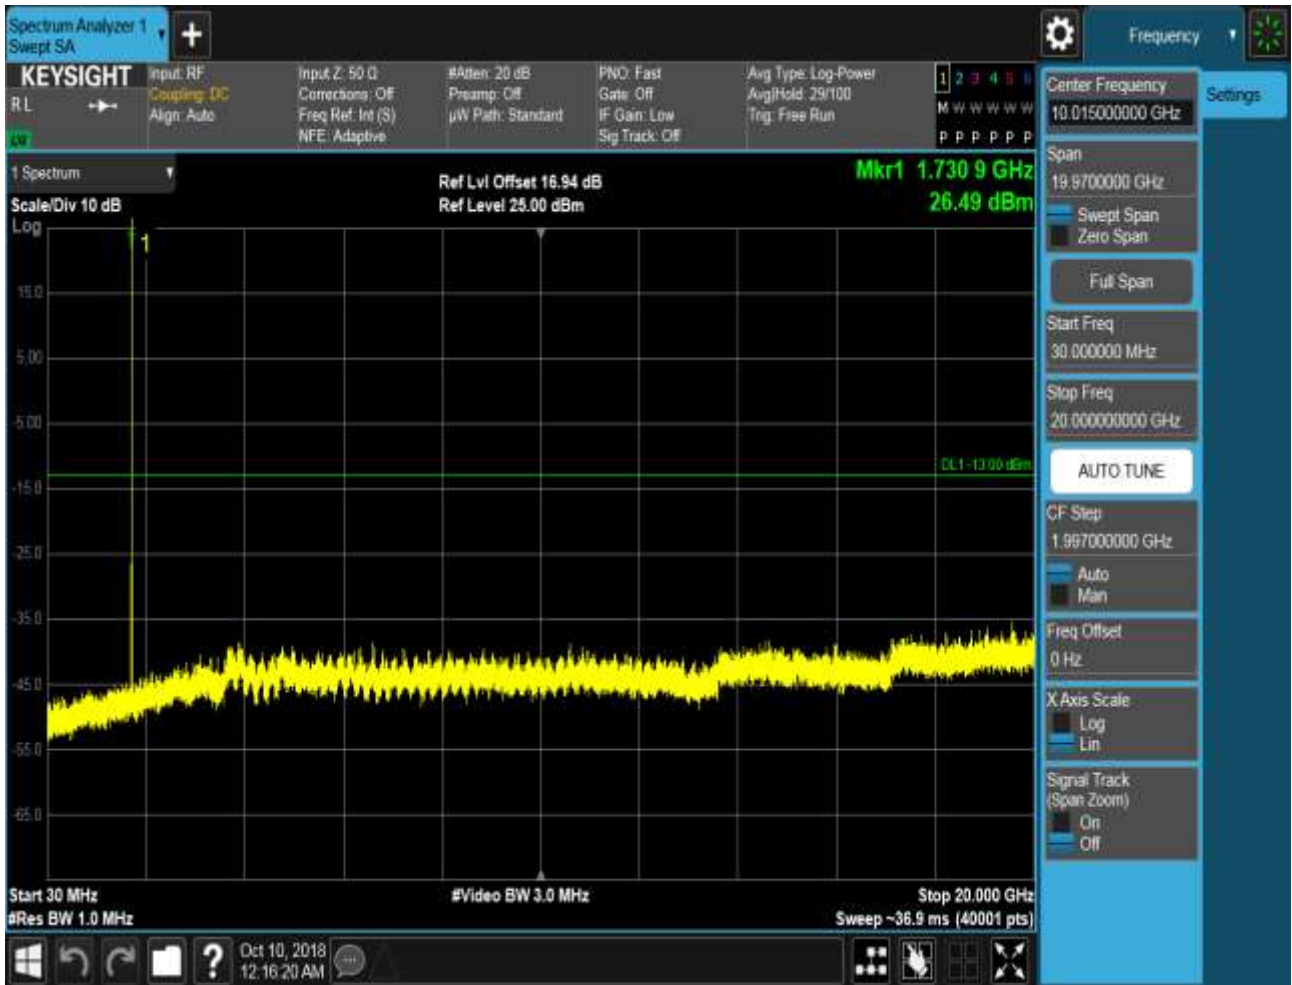 Spectrum Analyzer 1
Swept SA
Frequency
KEYSIGHT
RL
LXI
Input: RF
Coupling: DC
Align: Auto
Input Z: 50 Ω
Corrections: Off
Freq Ref: Int (S)
NFE: Adaptive
#Atten: 20 dB
Preamp: Off
µW Path: Standard
PNO: Fast
Gate: Off
IF Gain: Low
Sig Track: Off
Avg Type: Log-Power
Avg|Hold: 29/100
Trig: Free Run
1 2 3 4 5 6
M W W W W W
P P P P P P
1 Spectrum
Scale/Div 10 dB
Log
Ref Lvl Offset 16.94 dB
Ref Level 25.00 dBm
Mkr1 1.730 9 GHz
26.49 dBm
1
15.0
5.00
-5.00
-15.0
-25.0
-35.0
-45.0
-55.0
-65.0
DL1 -13.00 dBm
Start 30 MHz
#Res BW 1.0 MHz
#Video BW 3.0 MHz
Stop 20.000 GHz
Sweep ~36.9 ms (40001 pts)
Center Frequency
10.015000000 GHz
Settings
Span
19.9700000 GHz
Swept Span
Zero Span
Full Span
Start Freq
30.000000 MHz
Stop Freq
20.000000000 GHz
AUTO TUNE
CF Step
1.997000000 GHz
Auto
Man
Freq Offset
0 Hz
X Axis Scale
Log
Lin
Signal Track
(Span Zoom)
On
Off
?
Oct 10, 2018
12:16:20 AM